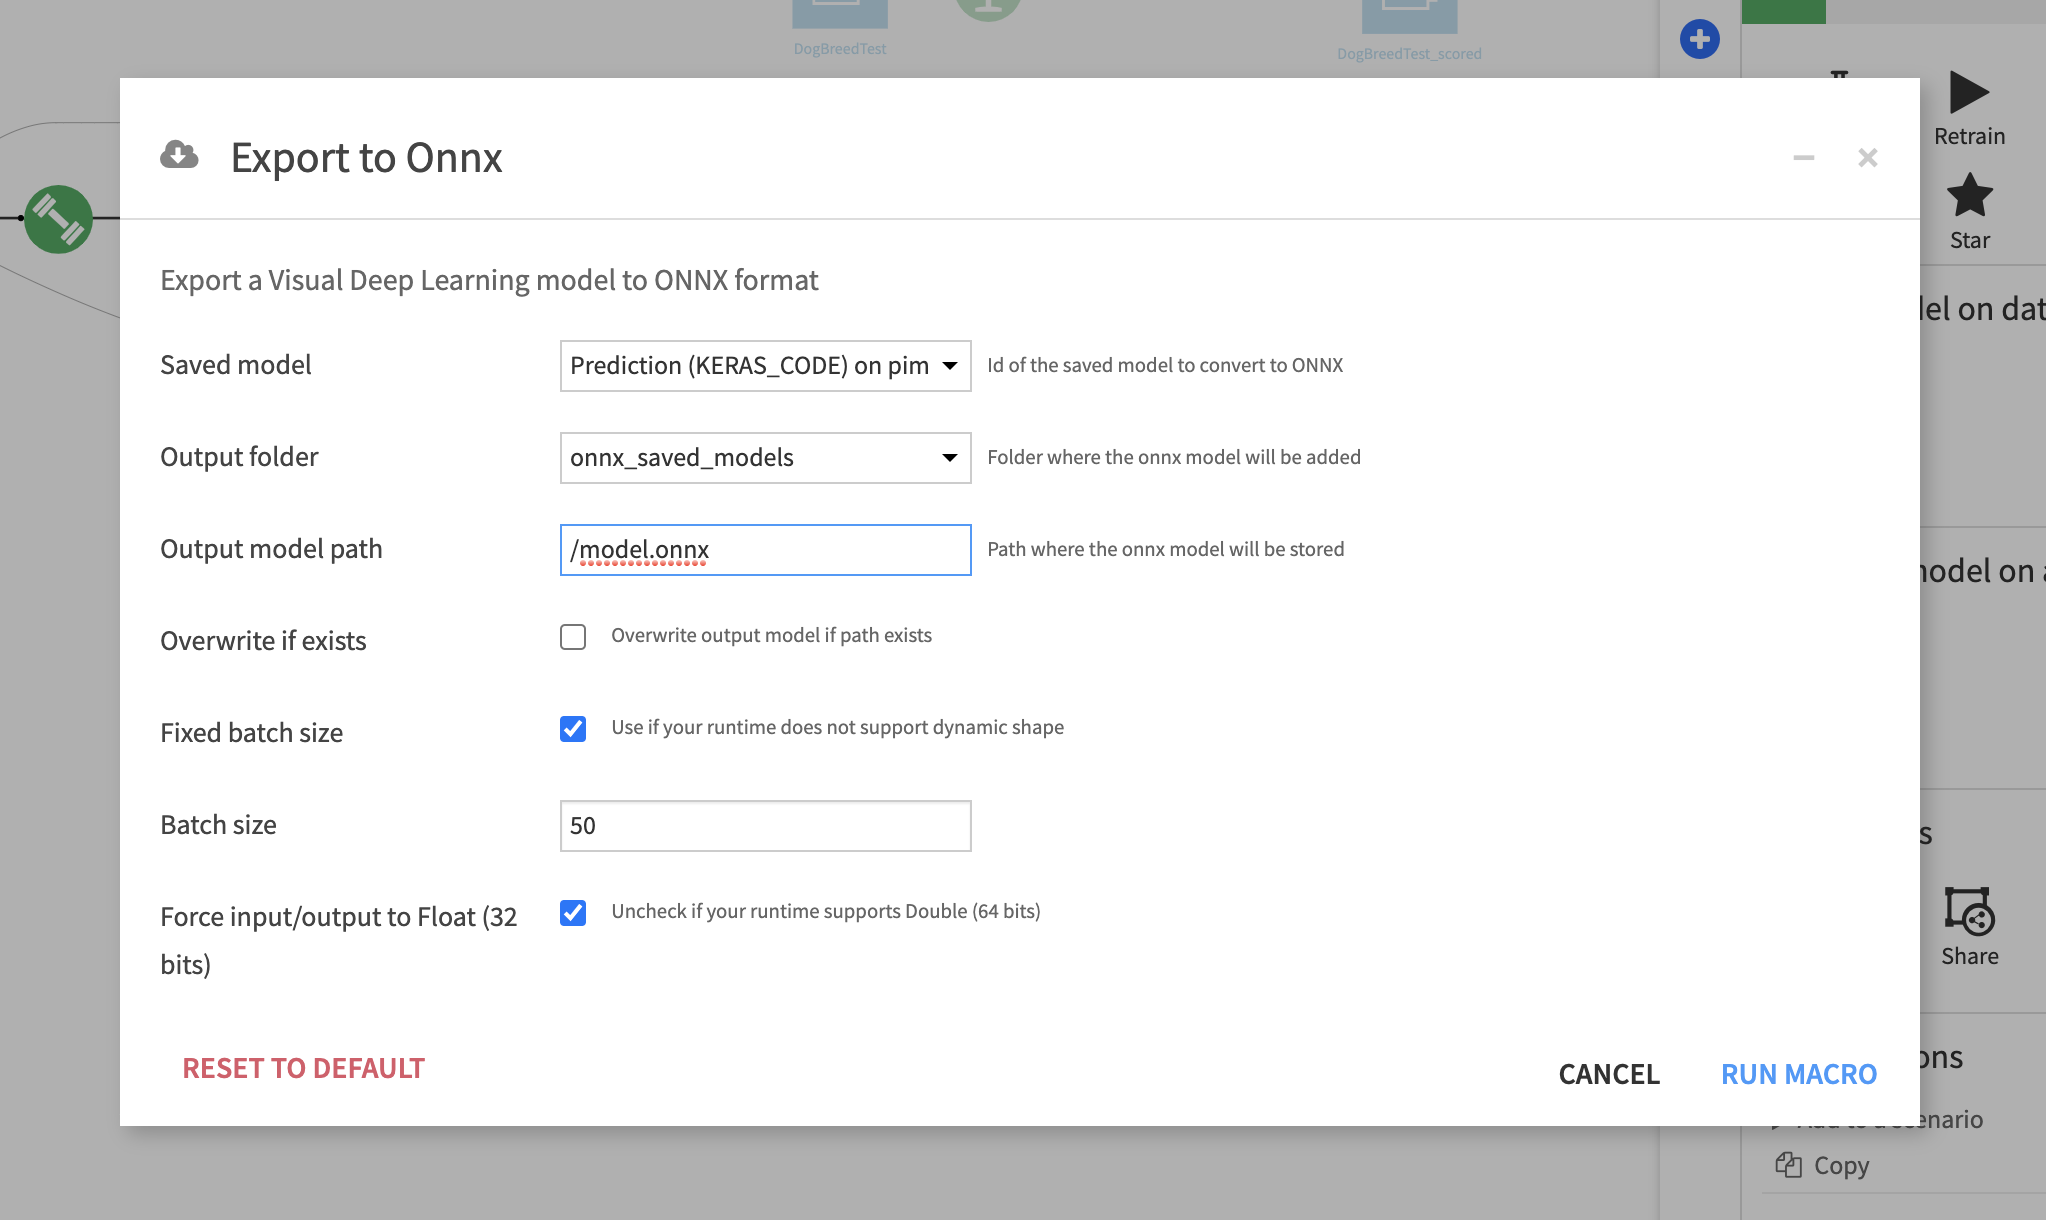 DogBreedTest
DogBreedTest_scored
Export to Onnx
Retrain
Star
Export a Visual Deep Learning model to ONNX format
on dat
Saved model
Prediction (KERAS_CODE) on pim
Id of the saved model to convert to ONNX
Output folder
onnx_saved_models
Folder where the onnx model will be added
Output model path
/model.onnx
Path where the onnx model will be stored
on
Overwrite if exists
Overwrite output model if path exists
Fixed batch size
Use if your runtime does not support dynamic shape
Batch size
50
Force input/output to Float (32
bits)
Uncheck if your runtime supports Double (64 bits)
Share
RESET TO DEFAULT
CANCEL
RUN MACRO
Copy